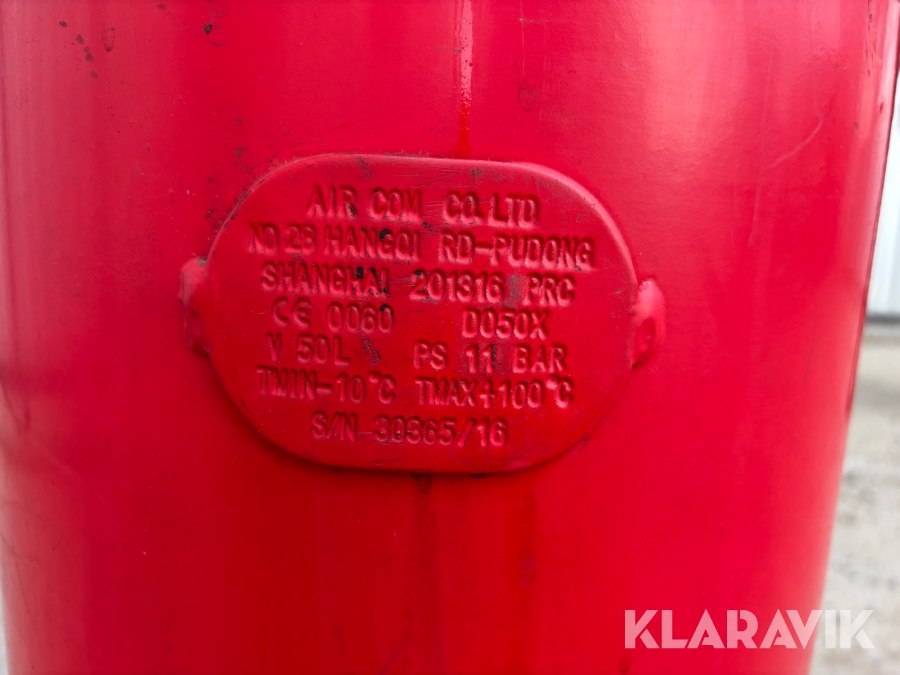 AIR COM CO.LTD
NO 28 HANGQI RD-PUDONG
SHANGHAI 201316 PRC
CE 0060 D050X
V 50L PS 11 BAR
TMIN-10°C TMAX+100°C
S/N 30365/16
KLARAVIK